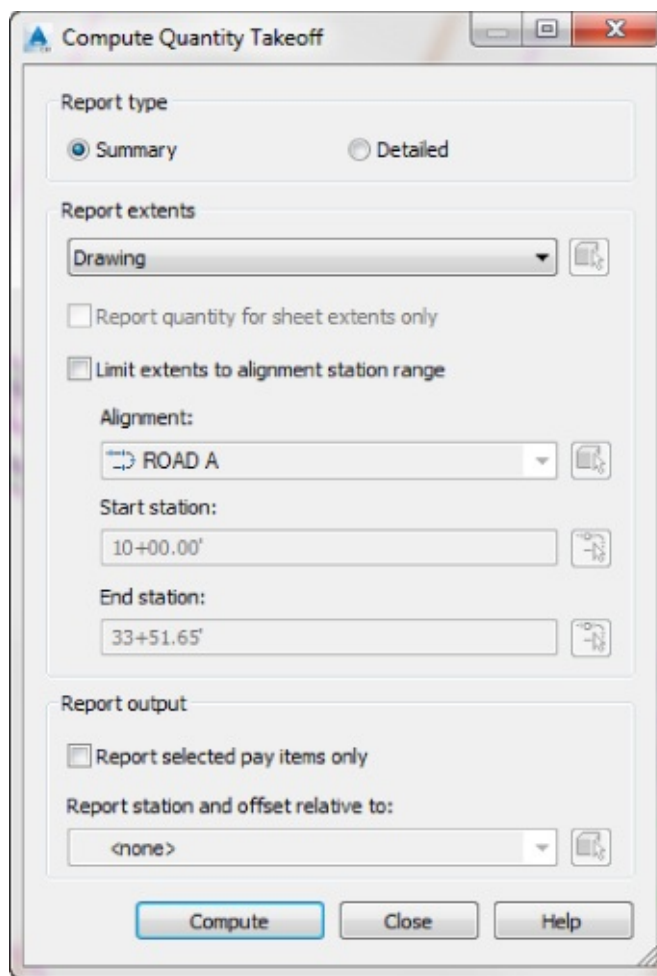 Compute Quantity Takeoff
Report type
Summary Detailed
Report extents
Drawing
Report quantity for sheet extents only
Limit extents to alignment station range
Alignment:
ROAD A
Start station:
10+00.00'
End station:
33+51.65'
Report output
Report selected pay items only
Report station and offset relative to:
<none>
Compute Close Help